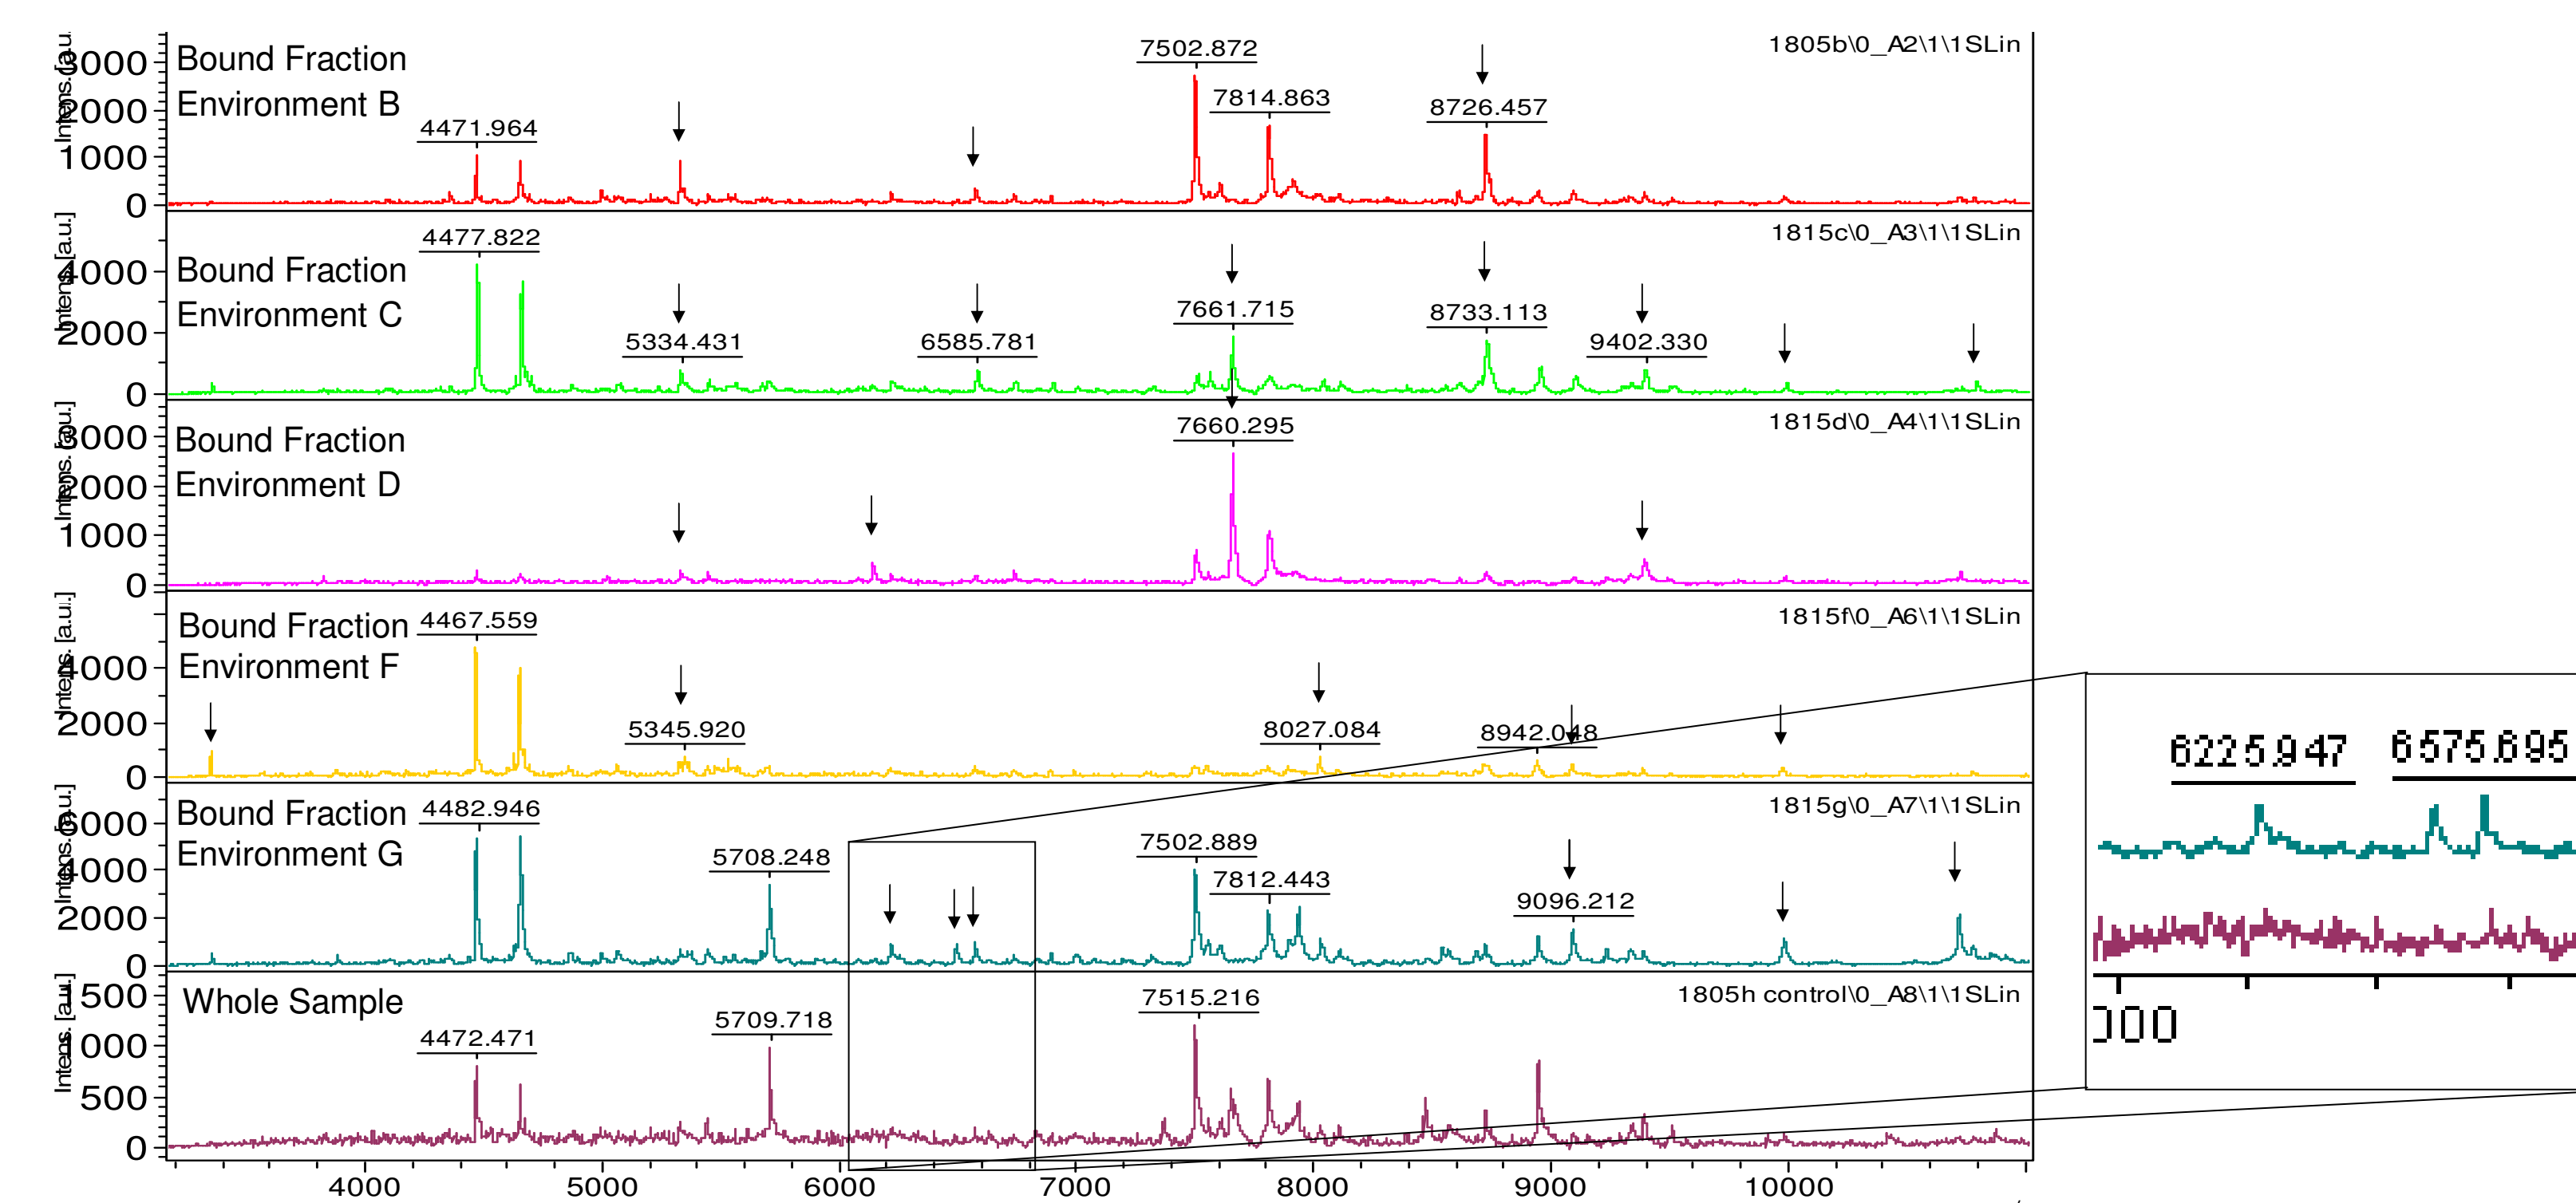 Intens. [a.u.]
3000
2000
1000
0
Bound Fraction
Environment B
4471.964
7502.872
7814.863
8726.457
1805b\0_A2\1\1SLin
Intens. [a.u.]
4000
2000
0
Bound Fraction
Environment C
4477.822
5334.431
6585.781
7661.715
8733.113
9402.330
1815c\0_A3\1\1SLin
Intens. [a.u.]
3000
2000
1000
0
Bound Fraction
Environment D
7660.295
1815d\0_A4\1\1SLin
Intens. [a.u.]
4000
2000
0
Bound Fraction
Environment F
4467.559
5345.920
8027.084
8942.048
1815f\0_A6\1\1SLin
Intens. [a.u.]
6000
4000
2000
0
Bound Fraction
Environment G
4482.946
5708.248
7502.889
7812.443
9096.212
1815g\0_A7\1\1SLin
Intens. [a.u.]
1500
1000
500
0
Whole Sample
4472.471
5709.718
7515.216
1805h control\0_A8\1\1SLin
4000 5000 6000 7000 8000 9000 10000
6225.947 6575.695
000